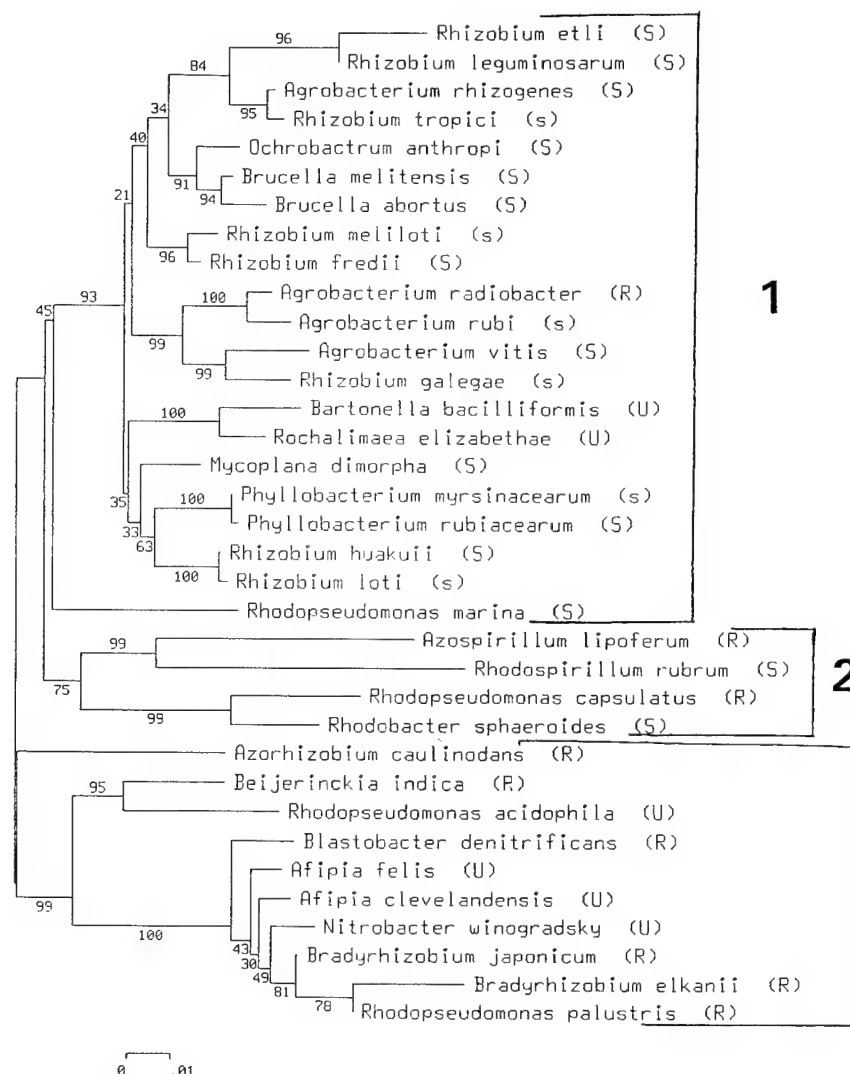 96 Rhizobium etli (S)
Rhizobium leguminosarum (S)
84
Agrobacterium rhizogenes (S)
34 95 Rhizobium tropici (s)
40 Ochrobactrum anthropi (S)
91 Brucella melitensis (S)
21 94 Brucella abortus (S)
Rhizobium meliloti (s)
96 Rhizobium fredii (S)
45 93 100 Agrobacterium radiobacter (R) 1
Agrobacterium rubi (s)
99 Agrobacterium vitis (S)
99 Rhizobium galegae (s)
100 Bartonella bacilliformis (U)
Rochalimaea elizabethae (U)
Mycoplana dimorpha (S)
35 100 Phyllobacterium myrsinacearum (s)
33 Phyllobacterium rubiacearum (S)
63 Rhizobium huakuii (S)
100 Rhizobium loti (s)
Rhodopseudomonas marina (S)
99 Azospirillum lipoferum (R)
Rhodospirillum rubrum (S) 2
75 Rhodopseudomonas capsulatus (R)
99 Rhodobacter sphaeroides (S)
Azorhizobium caulinodans (R)
95 Beijerinckia indica (R)
Rhodopseudomonas acidophila (U)
Blastobacter denitrificans (R)
Afipia felis (U)
99 Afipia clevelandensis (U)
100 Nitrobacter winogradsky (U)
43 Bradyrhizobium japonicum (R)
30
49 81 Bradyrhizobium elkanii (R)
78 Rhodopseudomonas palustris (R)
0 .01